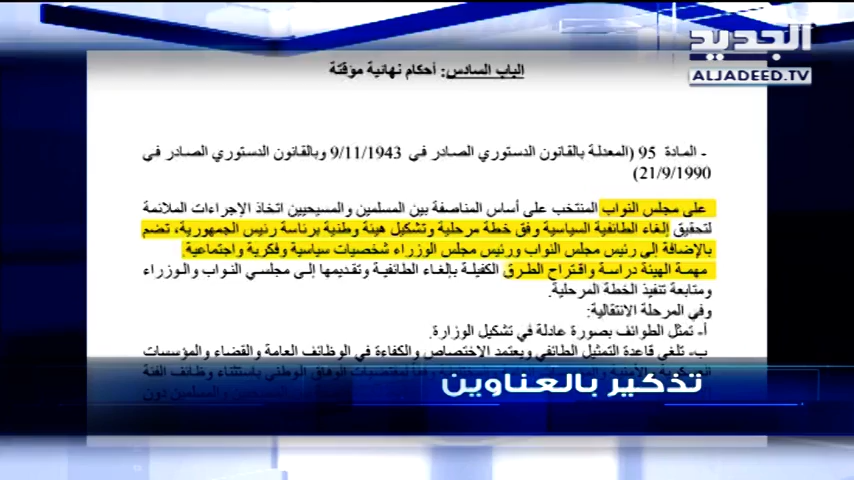 الجديد
ALJADEED.TV
الباب السادس: أحكام نهائية مؤقتة
- المادة 95 (المعدلة بالقانون الدستوري الصادر في 9/11/1943 وبالقانون الدستوري الصادر في
21/9/1990)
على مجلس النواب المنتخب على أساس المناصفة بين المسلمين والمسيحيين اتخاذ الإجراءات الملائمة
لتحقيق إلغاء الطائفية السياسية وفق خطة مرحلية وتشكيل هيئة وطنية برئاسة رئيس الجمهورية، تضم
بالإضافة إلى رئيس مجلس النواب ورئيس مجلس الوزراء شخصيات سياسية وفكرية واجتماعية.
مهمة الهيئة دراسة واقتراح الطرق الكفيلة بإلغاء الطائفية وتقديمها إلى مجلسي النواب والوزراء
ومتابعة تنفيذ الخطة المرحلية.
وفي المرحلة الانتقالية:
أ- تمثل الطوائف بصورة عادلة في تشكيل الوزارة.
ب- تلغى قاعدة التمثيل الطائفي ويعتمد الاختصاص والكفاءة في الوظائف العامة والقضاء والمؤسسات
تذكير بالعناوين